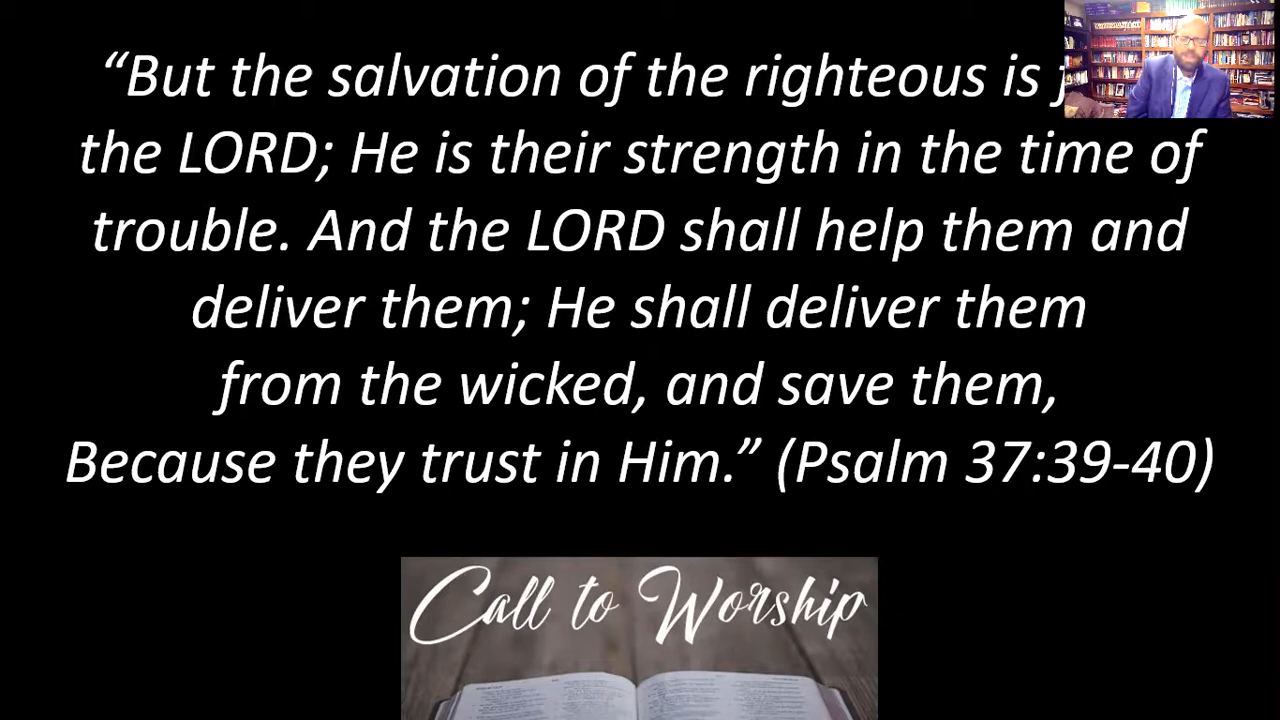 “But the salvation of the righteous is
the LORD; He is their strength in the time of
trouble. And the LORD shall help them and
deliver them; He shall deliver them
from the wicked, and save them,
Because they trust in Him.” (Psalm 37:39-40)
Call to Worship